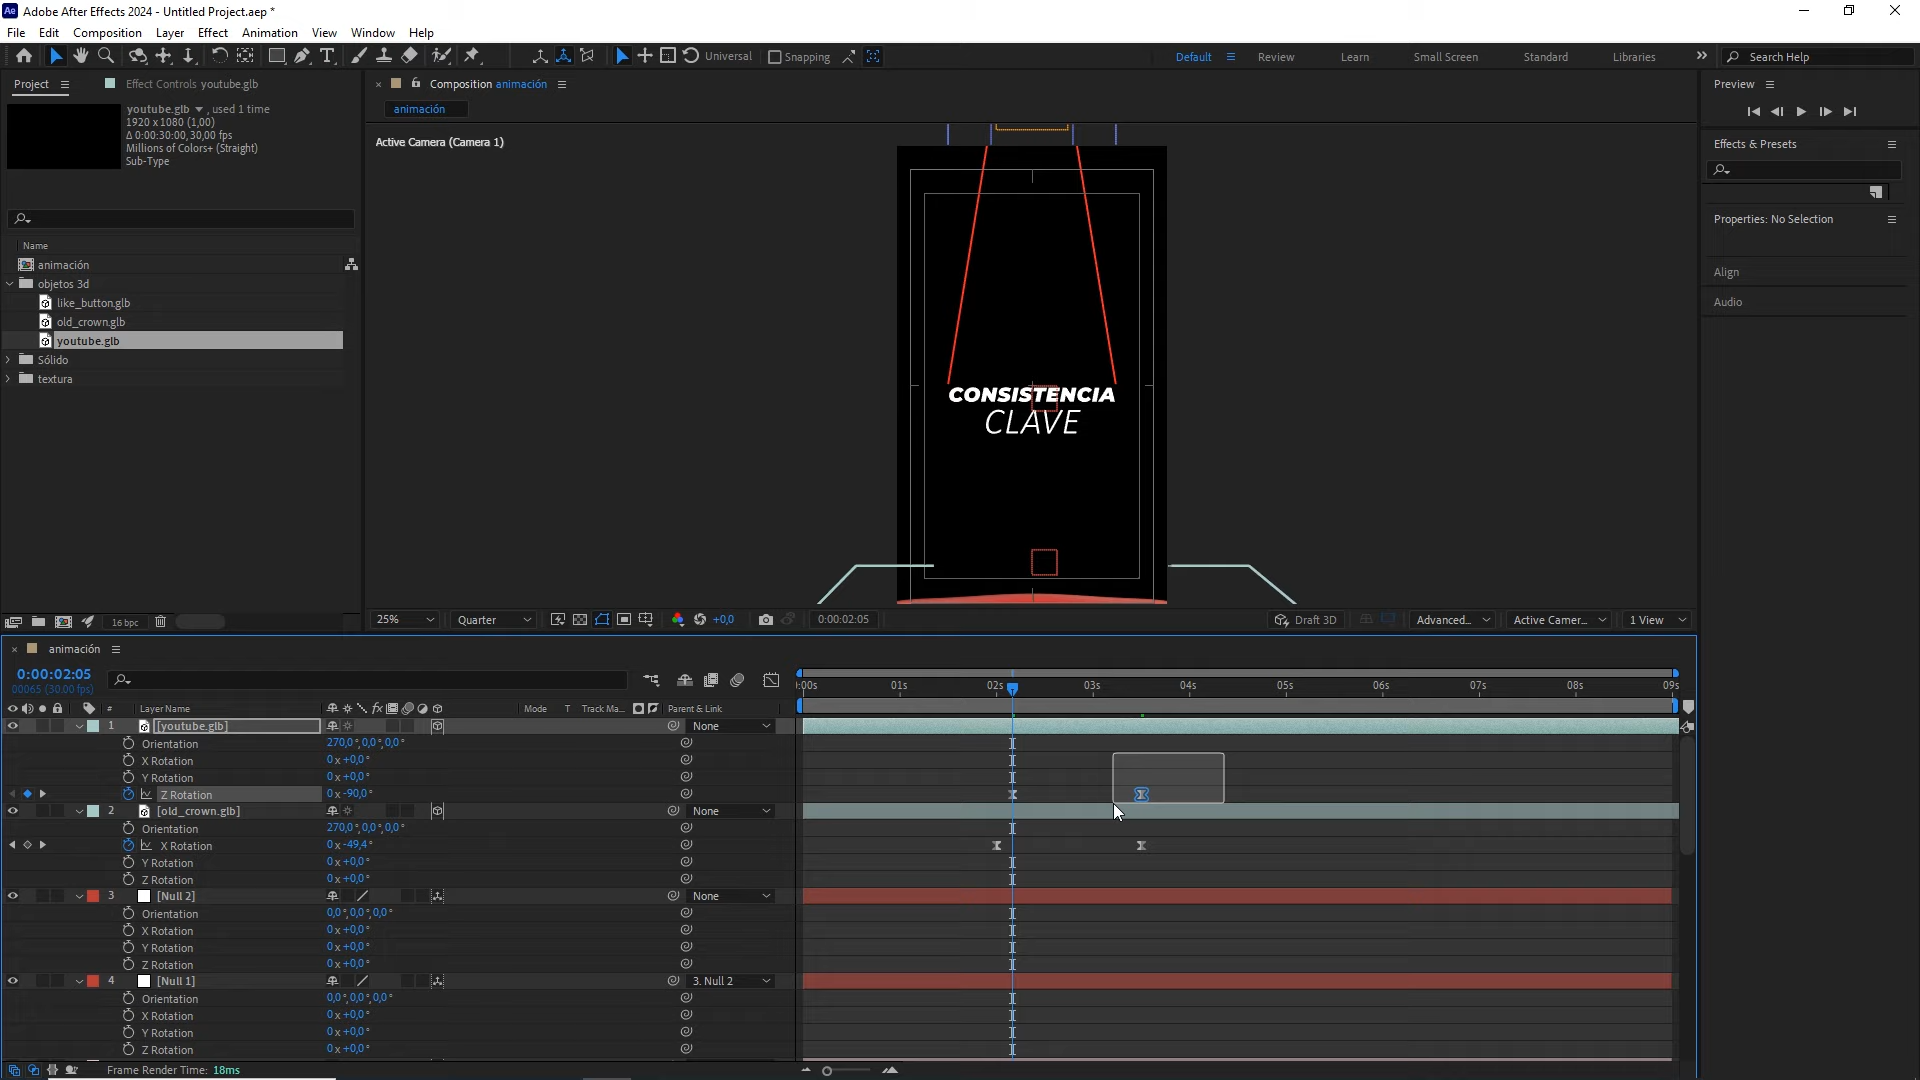 Ae Adobe After Effects 2024 - Untitled Project.aep *
File Edit Composition Layer Effect Animation View Window Help
Universal Snapping Default Review Learn Small Screen Standard Libraries Search Help
Project Effect Controls youtube.glb
youtube.glb , used 1 time
1920 x 1080 (1,00)
Δ 0:00:30:00, 30,00 fps
Millions of Colors+ (Straight)
Sub-Type
Name
animación
objetos 3d
like_button.glb
old_crown.glb
youtube.glb
Sólido
textura
16 bpc
Composition animación
animación
Active Camera (Camera 1)
CONSISTENCIA
CLAVE
25% Quarter +0,0 0:00:02:05 Draft 3D Advanced... Active Camer... 1 View
Preview
Effects & Presets
Properties: No Selection
Align
Audio
animación
0:00:02:05
00065 (30.00 fps)
:00s 01s 02s 03s 04s 05s 06s 07s 08s 09s
# Layer Name fx Mode T Track Ma... Parent & Link
1 [youtube.glb] None
Orientation 270,0°,0,0°,0,0°
X Rotation 0x+0,0°
Y Rotation 0x+0,0°
Z Rotation 0x-90,0°
2 [old_crown.glb] None
Orientation 270,0°,0,0°,0,0°
X Rotation 0x-49,4°
Y Rotation 0x+0,0°
Z Rotation 0x+0,0°
3 [Null 2] None
Orientation 0,0°,0,0°,0,0°
X Rotation 0x+0,0°
Y Rotation 0x+0,0°
Z Rotation 0x+0,0°
4 [Null 1] 3. Null 2
Orientation 0,0°,0,0°,0,0°
X Rotation 0x+0,0°
Y Rotation 0x+0,0°
Z Rotation 0x+0,0°
Frame Render Time: 18ms